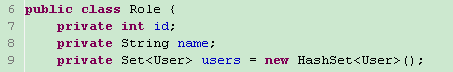 6 public class Role {
7     private int id;
8     private String name;
9     private Set<User> users = new HashSet<User>();